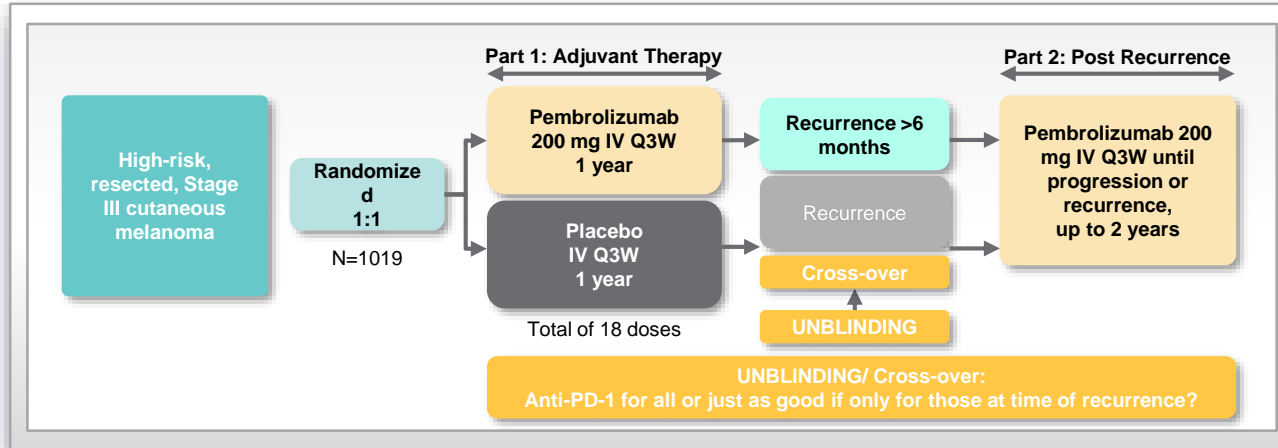 Part 1: Adjuvant Therapy
Part 2: Post Recurrence
High-risk,
resected, Stage
III cutaneous
melanoma
Randomize
d
1:1
N=1019
Pembrolizumab
200 mg IV Q3W
1 year
Placebo
IV Q3W
1 year
Total of 18 doses
Recurrence >6
months
Recurrence
Cross-over
UNBLINDING
Pembrolizumab 200
mg IV Q3W until
progression or
recurrence,
up to 2 years
UNBLINDING/ Cross-over:
Anti-PD-1 for all or just as good if only for those at time of recurrence?